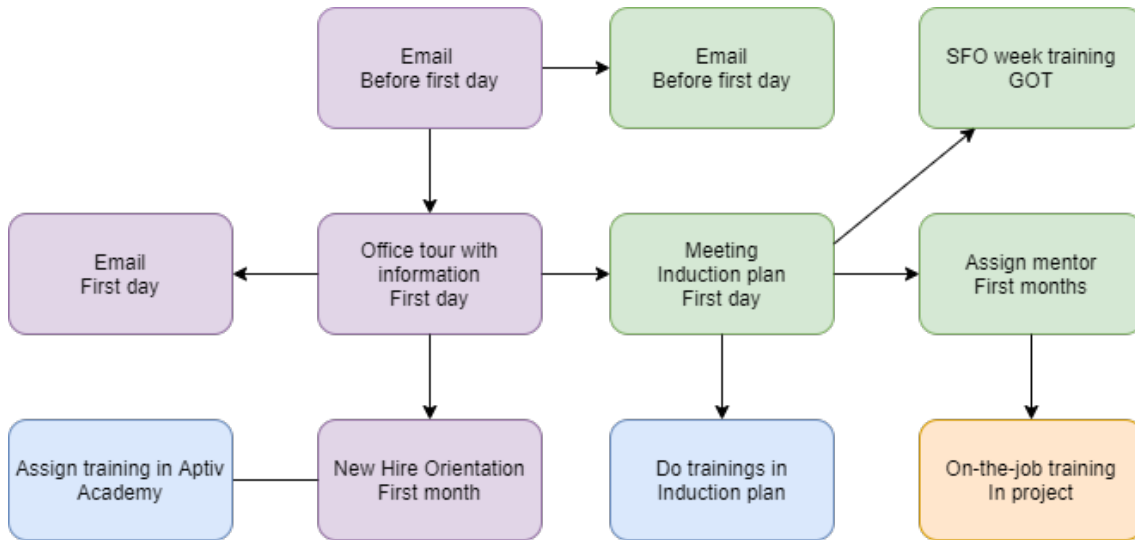 Email
Before first day
Email
Before first day
SFO week training
GOT
Email
First day
Office tour with
information
First day
Meeting
Induction plan
First day
Assign mentor
First months
Assign training in Aptiv
Academy
New Hire Orientation
First month
Do trainings in
Induction plan
On-the-job training
In project